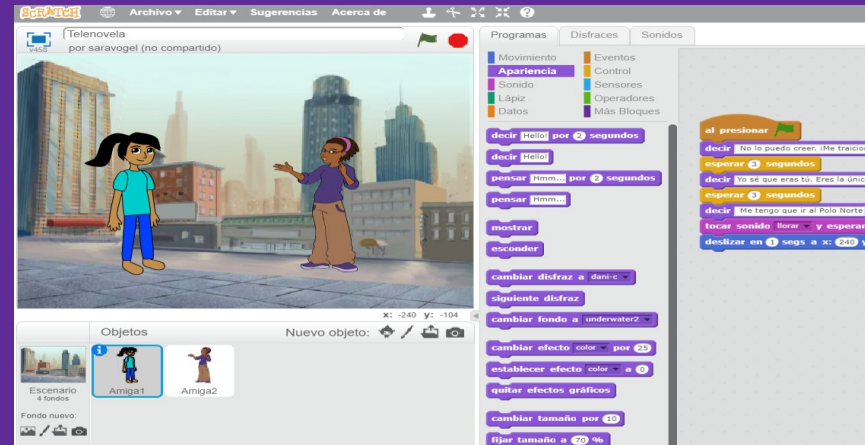 SCRATCH Archivo Editar Sugerencias Acerca de
Telenovela
v458 por saravogel (no compartido)
x: -240 y: -104
Objetos Nuevo objeto:
Escenario
4 fondos
Amiga1 Amiga2
Fondo nuevo:
Programas Disfraces Sonidos
Movimiento Eventos
Apariencia Control
Sonido Sensores
Lápiz Operadores
Datos Más Bloques
decir Hello! por 2 segundos
decir Hello!
pensar Hmm... por 2 segundos
pensar Hmm...
mostrar
esconder
cambiar disfraz a dani-c
siguiente disfraz
cambiar fondo a underwater2
cambiar efecto color por 25
establecer efecto color a 0
quitar efectos gráficos
cambiar tamaño por 10
fijar tamaño a 70 %
al presionar
decir No lo puedo creer. ¡Me traicio
esperar 3 segundos
decir Yo sé que eras tú. Eres la únic
esperar 3 segundos
decir Me tengo que ir al Polo Norte
tocar sonido llorar y esperar
deslizar en 1 segs a x: 240 y